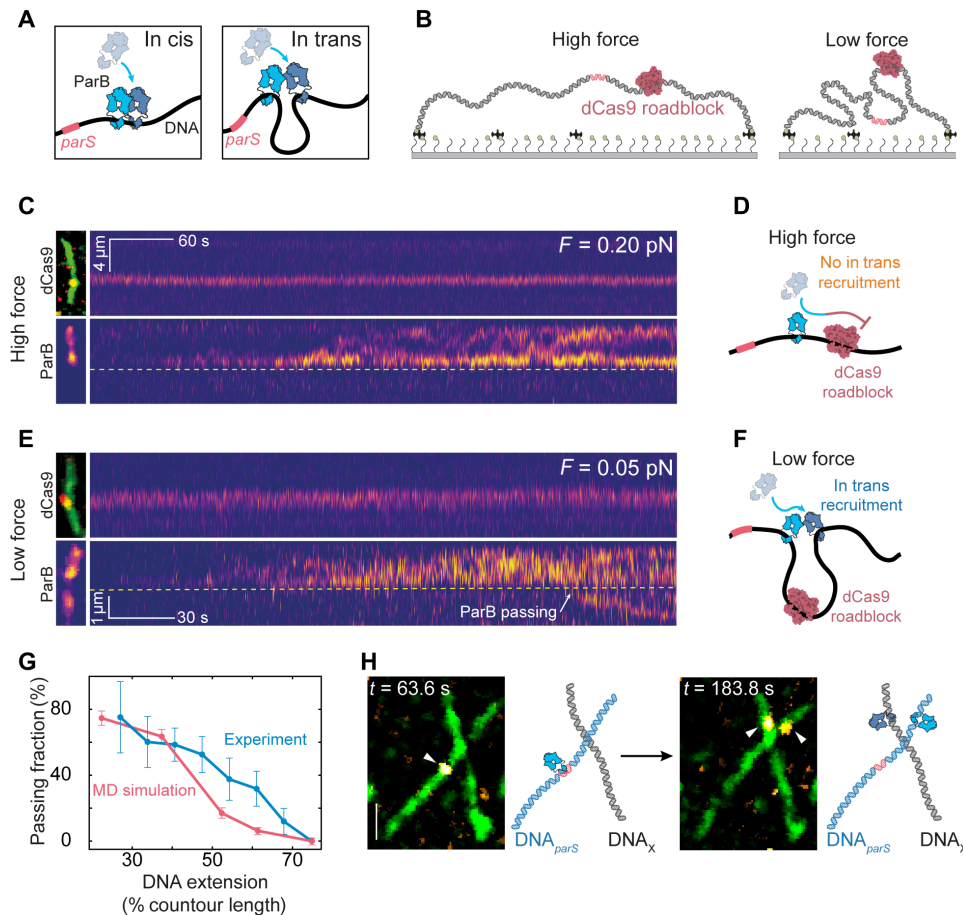 A
In cis
In trans
ParB
DNA
parS
parS
B
High force
Low force
dCas9 roadblock
C
High force
dCas9
ParB
4 µm
60 s
F = 0.20 pN
D
High force
No in trans
recruitment
dCas9
roadblock
E
Low force
dCas9
ParB
F = 0.05 pN
1 µm
30 s
ParB passing
F
Low force
In trans
recruitment
dCas9
roadblock
G
Passing fraction (%)
80
40
0
Experiment
MD simulation
30
50
70
DNA extension
(% countour length)
H
t = 63.6 s
DNAparS
DNAX
t = 183.8 s
DNAparS
DNAX